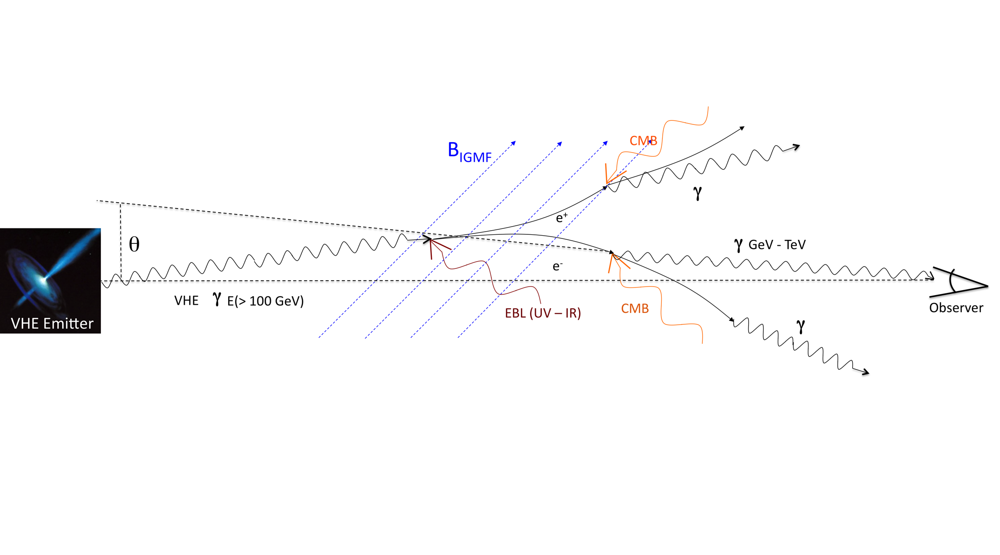 CMB
B_IGMF
γ
e⁺
θ
γ GeV - TeV
e⁻
VHE γ E(> 100 GeV)
EBL (UV – IR)
CMB
Observer
VHE Emitter
γ